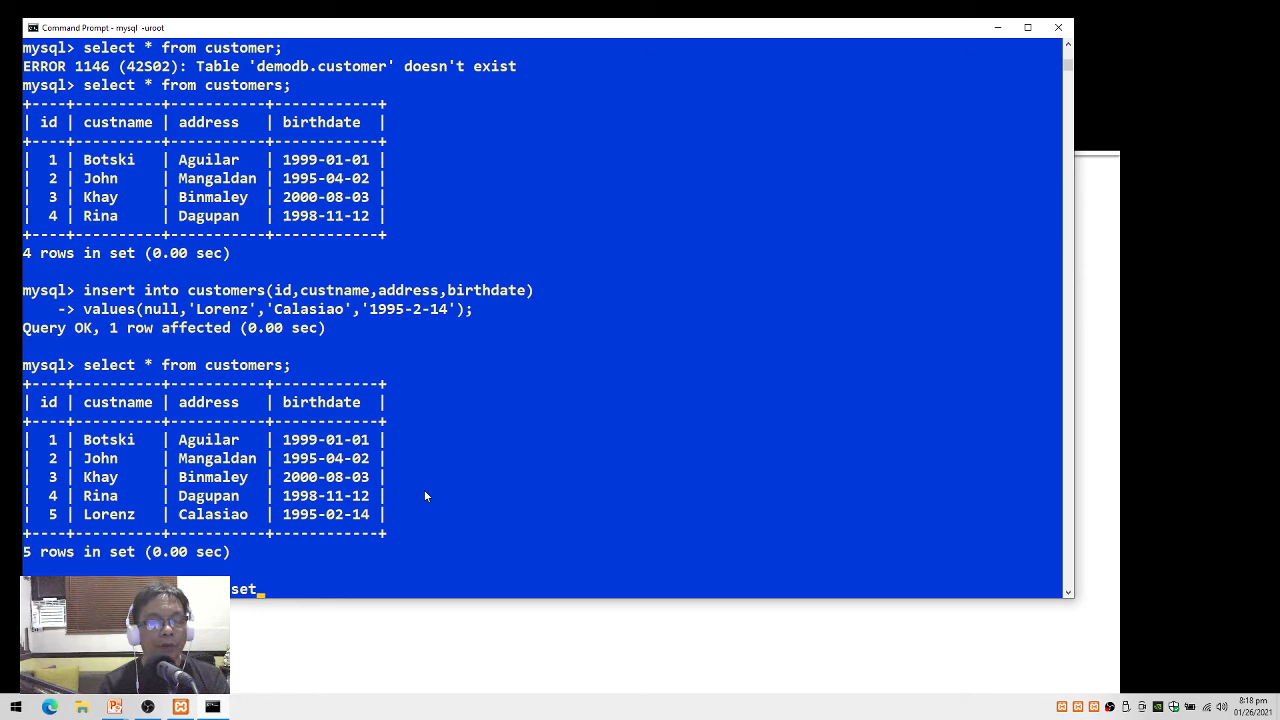 Command Prompt - mysql -uroot
mysql> select * from customer;
ERROR 1146 (42S02): Table 'demodb.customer' doesn't exist
mysql> select * from customers;
+----+----------+-----------+------------+
| id | custname | address   | birthdate  |
+----+----------+-----------+------------+
|  1 | Botski   | Aguilar   | 1999-01-01 |
|  2 | John     | Mangaldan | 1995-04-02 |
|  3 | Khay     | Binmaley  | 2000-08-03 |
|  4 | Rina     | Dagupan   | 1998-11-12 |
+----+----------+-----------+------------+
4 rows in set (0.00 sec)
mysql> insert into customers(id,custname,address,birthdate)
    -> values(null,'Lorenz','Calasiao','1995-2-14');
Query OK, 1 row affected (0.00 sec)
mysql> select * from customers;
+----+----------+-----------+------------+
| id | custname | address   | birthdate  |
+----+----------+-----------+------------+
|  1 | Botski   | Aguilar   | 1999-01-01 |
|  2 | John     | Mangaldan | 1995-04-02 |
|  3 | Khay     | Binmaley  | 2000-08-03 |
|  4 | Rina     | Dagupan   | 1998-11-12 |
|  5 | Lorenz   | Calasiao  | 1995-02-14 |
+----+----------+-----------+------------+
5 rows in set (0.00 sec)
set
8:18 pm
01/26/2021